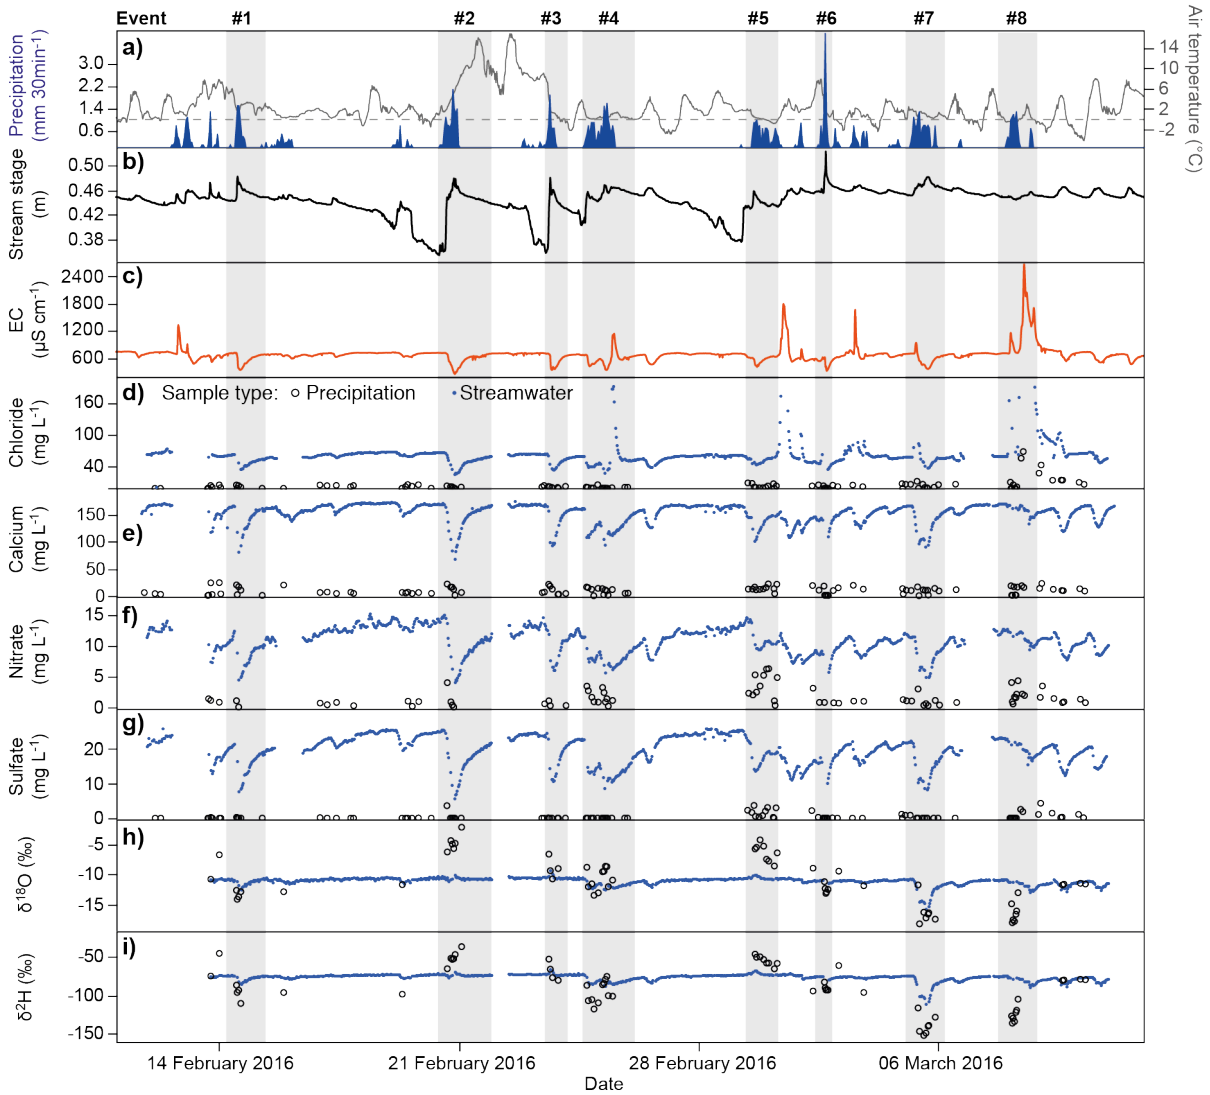 Event #1 #2 #3 #4 #5 #6 #7 #8
a)
Precipitation
(mm 30min-1)
3.0
2.2
1.4
0.6
14
10
6
2
-2
Air temperature (°C)
b)
Stream stage
(m)
0.50
0.46
0.42
0.38
c)
EC
(µS cm-1)
2400
1800
1200
600
d) Sample type: Precipitation Streamwater
Chloride
(mg L-1)
160
100
40
e)
Calcium
(mg L-1)
150
100
50
0
f)
Nitrate
(mg L-1)
15
10
5
0
g)
Sulfate
(mg L-1)
20
10
0
h)
δ18O (‰)
-5
-10
-15
i)
δ2H (‰)
-50
-100
-150
14 February 2016 21 February 2016 28 February 2016 06 March 2016
Date